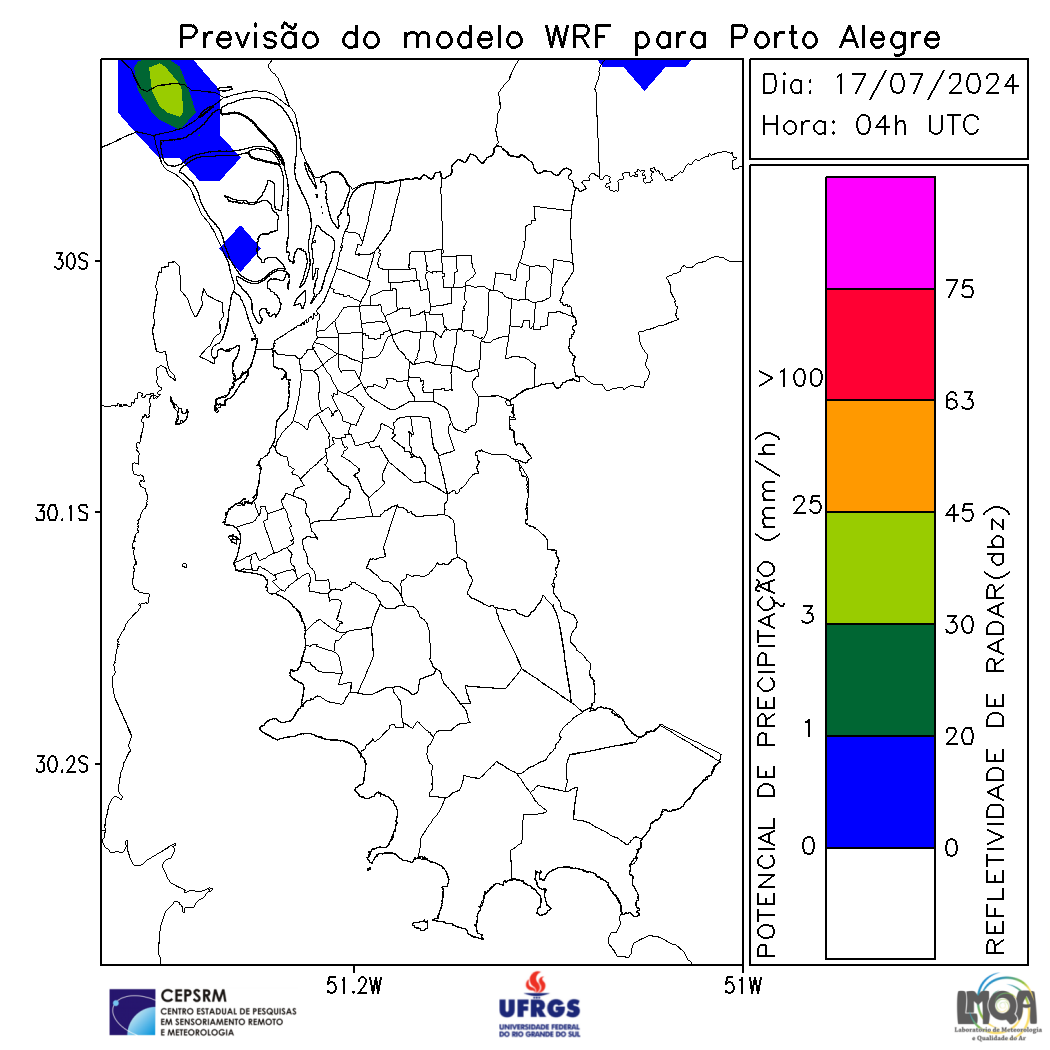 Previsão do modelo WRF para Porto Alegre
Dia: 17/07/2024
Hora: 04h UTC
30S
30.1S
30.2S
51.2W
51W
POTENCIAL DE PRECIPITAÇÃO (mm/h)
>100
25
3
1
0
75
63
45
30
20
0
REFLETIVIDADE DE RADAR(dbz)
CEPSRM
CENTRO ESTADUAL DE PESQUISAS
EM SENSORIAMENTO REMOTO
E METEOROLOGIA
UFRGS
UNIVERSIDADE FEDERAL
DO RIO GRANDE DO SUL
LMQA
Laboratório de Meteorologia
e Qualidade do Ar